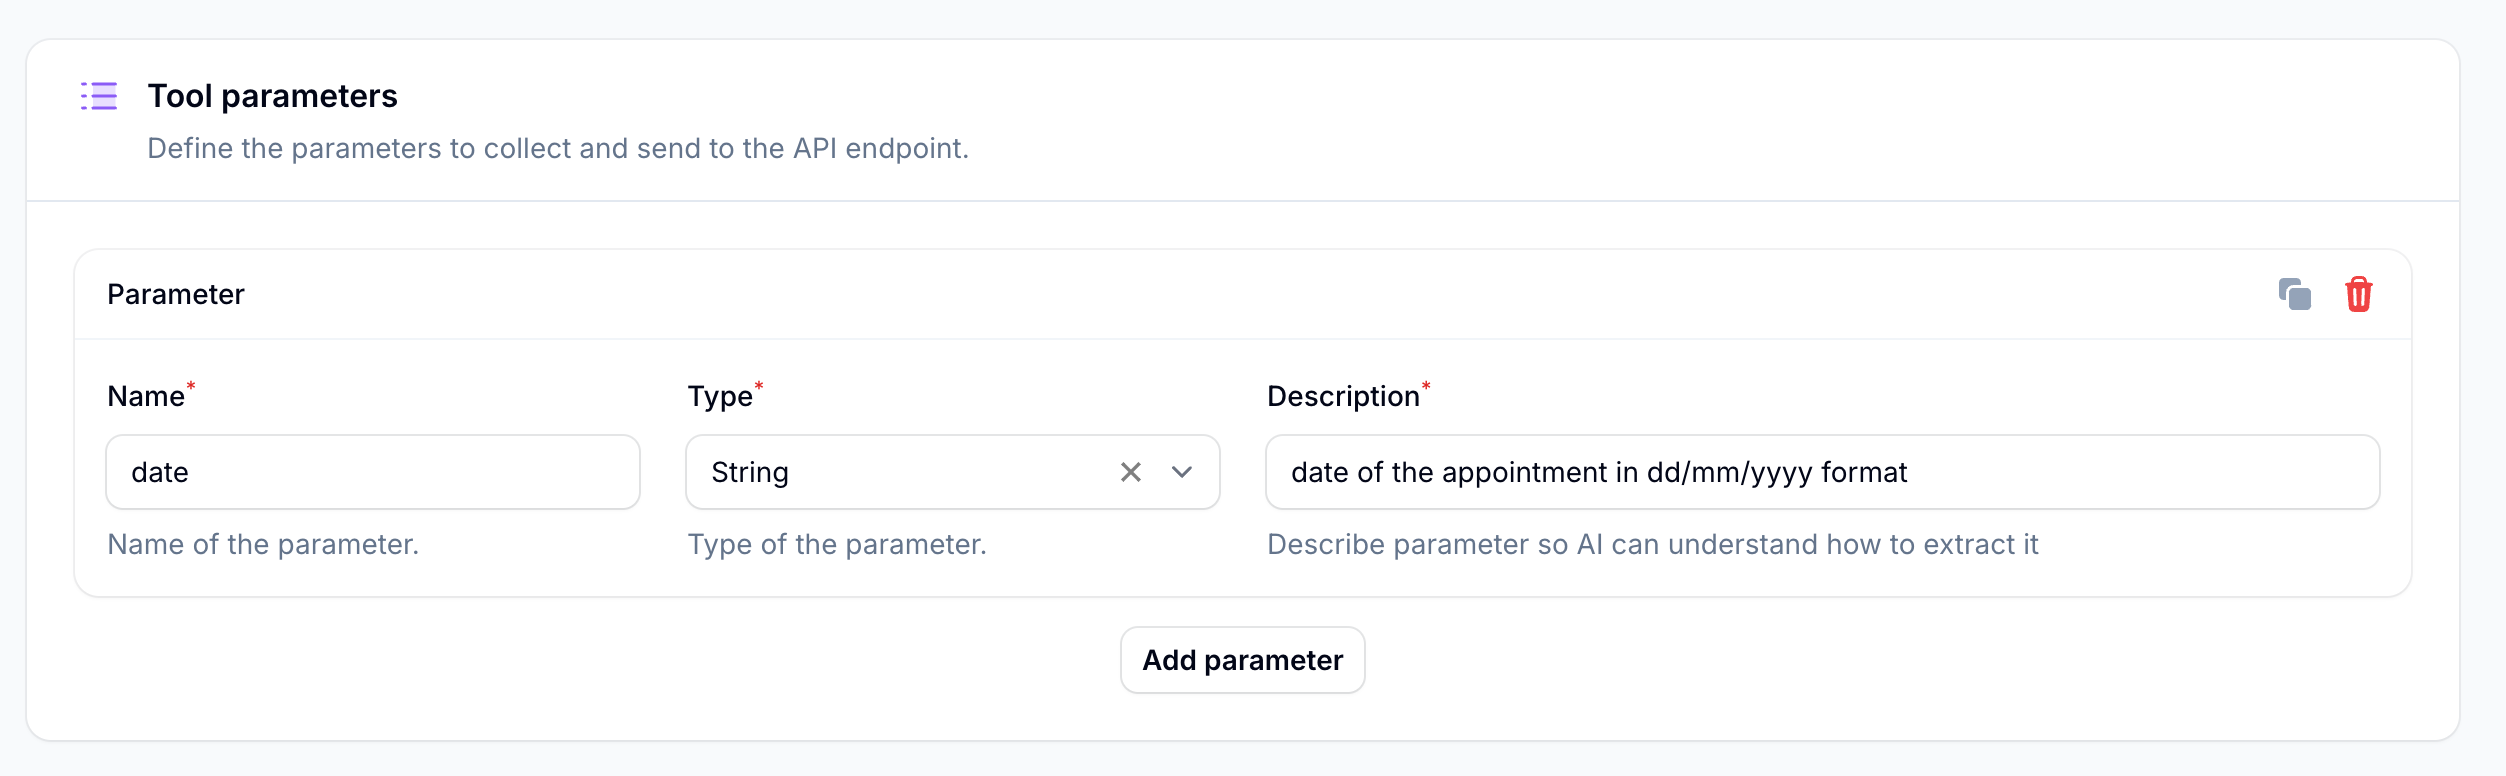 Tool parameters
Define the parameters to collect and send to the API endpoint.
Parameter
Name*
Type*
Description*
date
String
date of the appointment in dd/mm/yyyy format
Name of the parameter.
Type of the parameter.
Describe parameter so AI can understand how to extract it
Add parameter